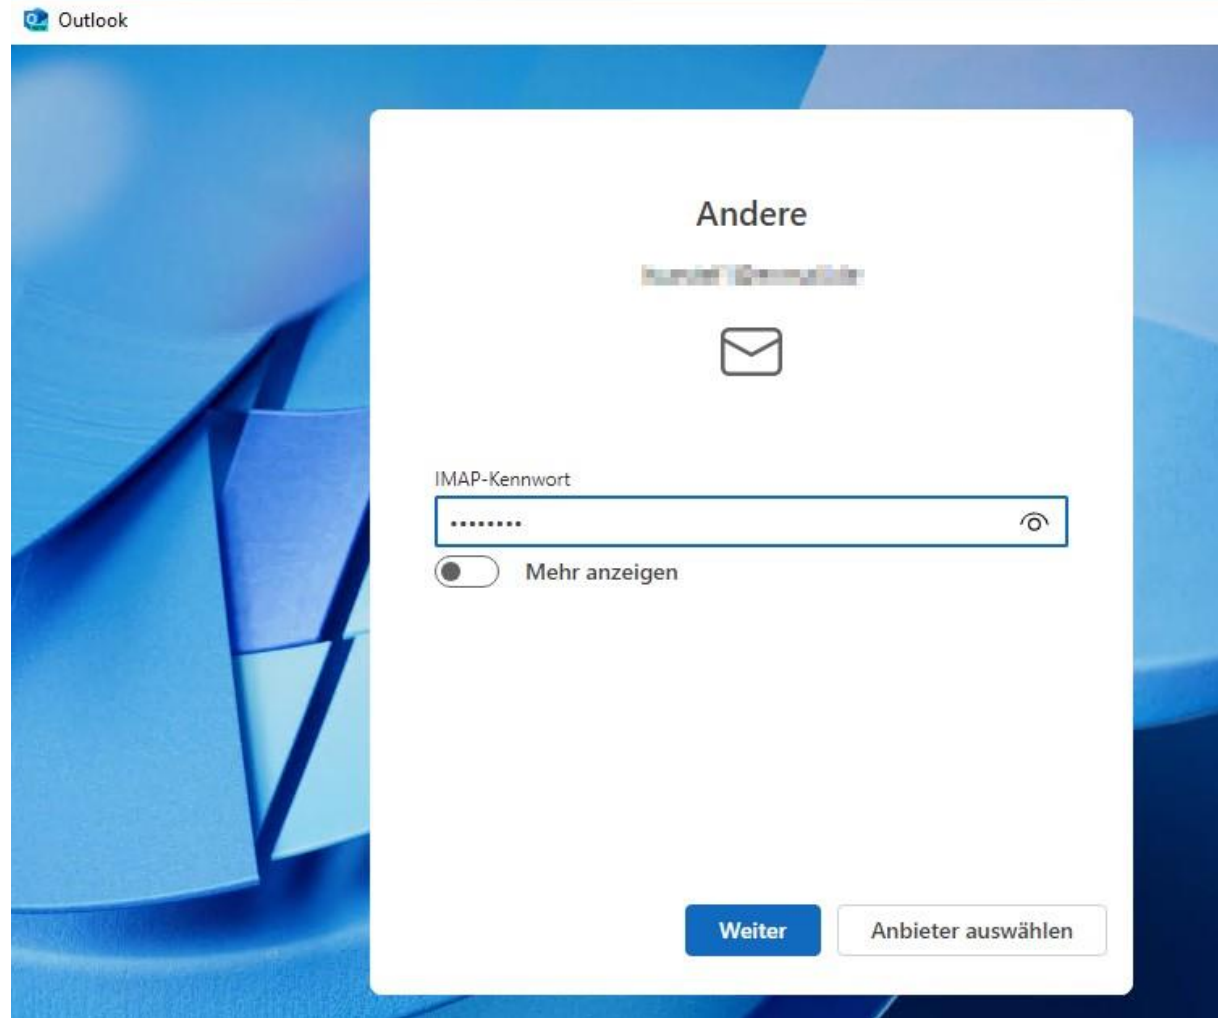 Outlook
Andere
IMAP-Kennwort
••••••••
Mehr anzeigen
Weiter
Anbieter auswählen